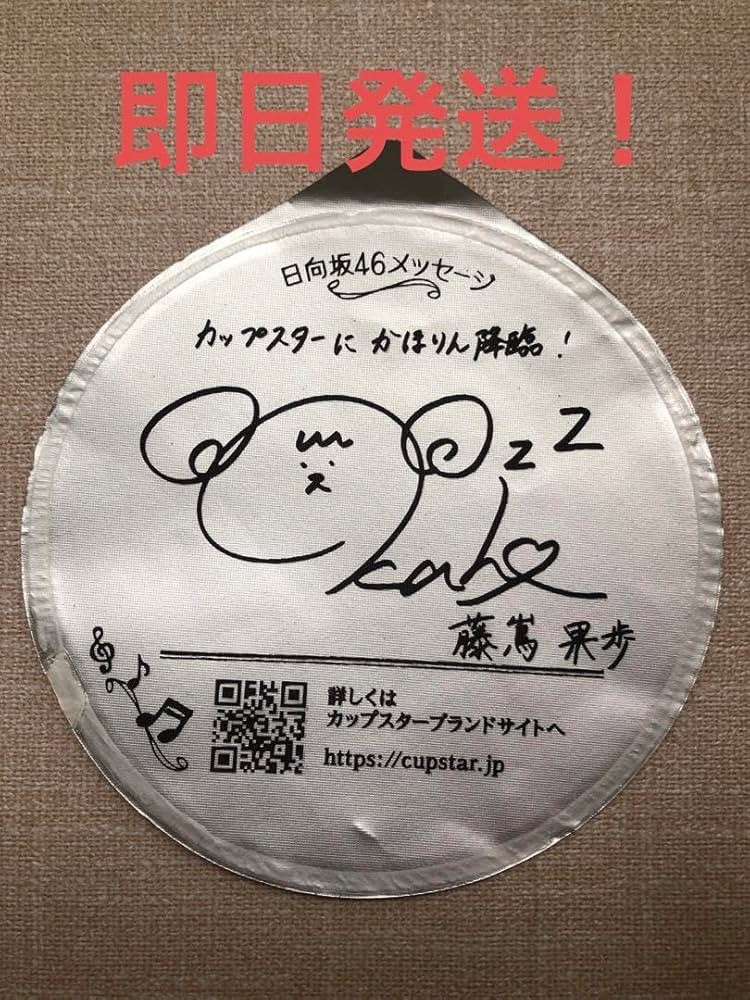 即日発送！
日向坂46メッセージ
カップスターに かほりん降臨！
zz
kaho
藤嶌 果歩
詳しくは
カップスターブランドサイトへ
https://cupstar.jp